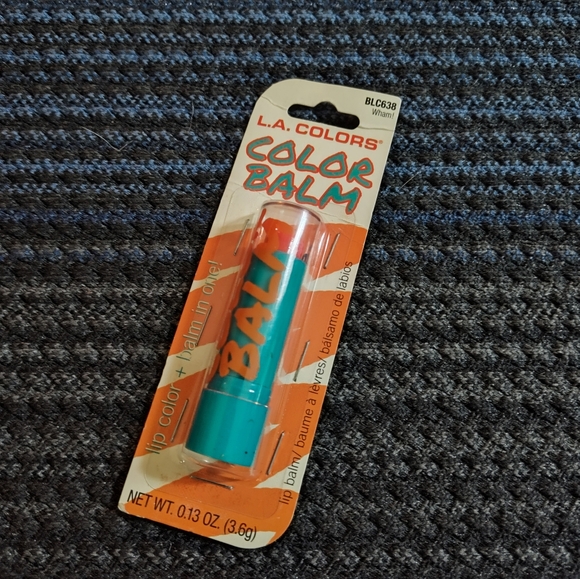 BLC638
Wham!
L.A. COLORS®
COLOR
BALM
BALM
lip color + balm in one!
lip balm/ baume à lèvres/ bálsamo de labios
NET WT. 0.13 OZ. (3.6g)